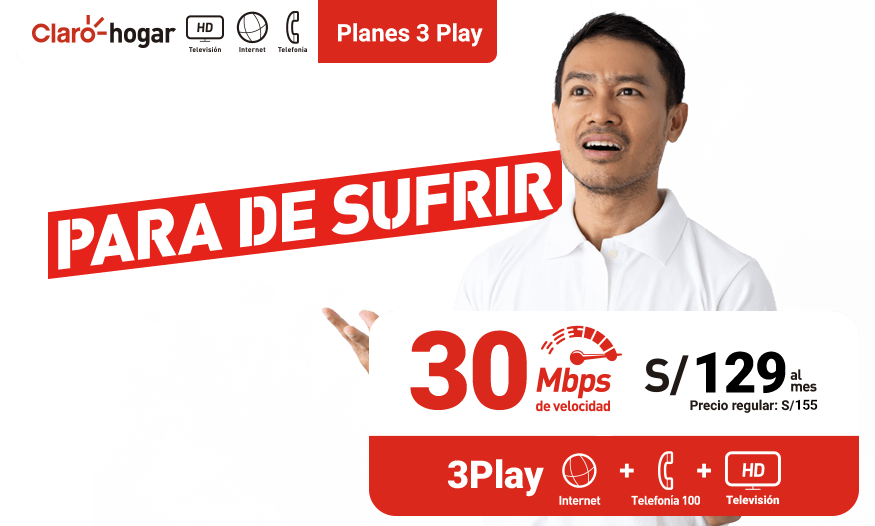 Claro-hogar
HD
Televisión
Internet
Telefonía
Planes 3 Play
PARA DE SUFRIR
30
Mbps
de velocidad
S/129 al mes
Precio regular: S/155
3Play
Internet
+
Telefonía 100
+
HD
Televisión